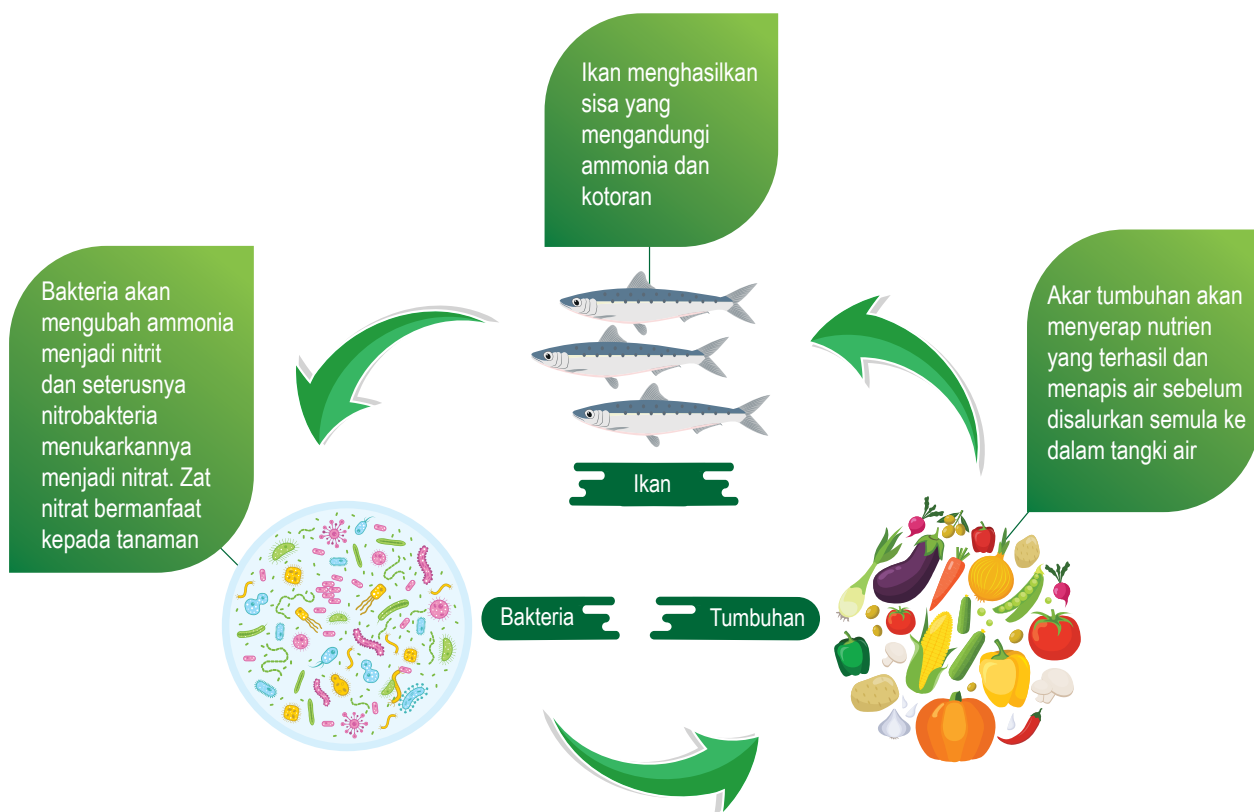 Ikan menghasilkan
sisa yang
mengandungi
ammonia dan
kotoran
Bakteria akan
mengubah ammonia
menjadi nitrit
dan seterusnya
nitrobakteria
menukarkannya
menjadi nitrat. Zat
nitrat bermanfaat
kepada tanaman
Akar tumbuhan akan
menyerap nutrien
yang terhasil dan
menapis air sebelum
disalurkan semula ke
dalam tangki air
Ikan
Bakteria
Tumbuhan